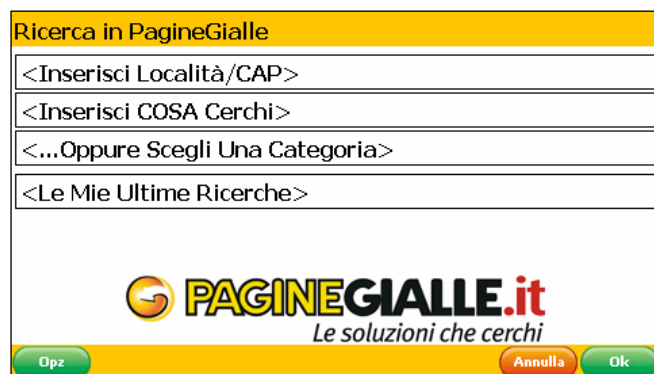 Ricerca in PagineGialle
<Inserisci Località/CAP>
<Inserisci COSA Cerchi>
<...Oppure Scegli Una Categoria>
<Le Mie Ultime Ricerche>
PAGINEGIALLE.it
Le soluzioni che cerchi
Opz Annulla Ok